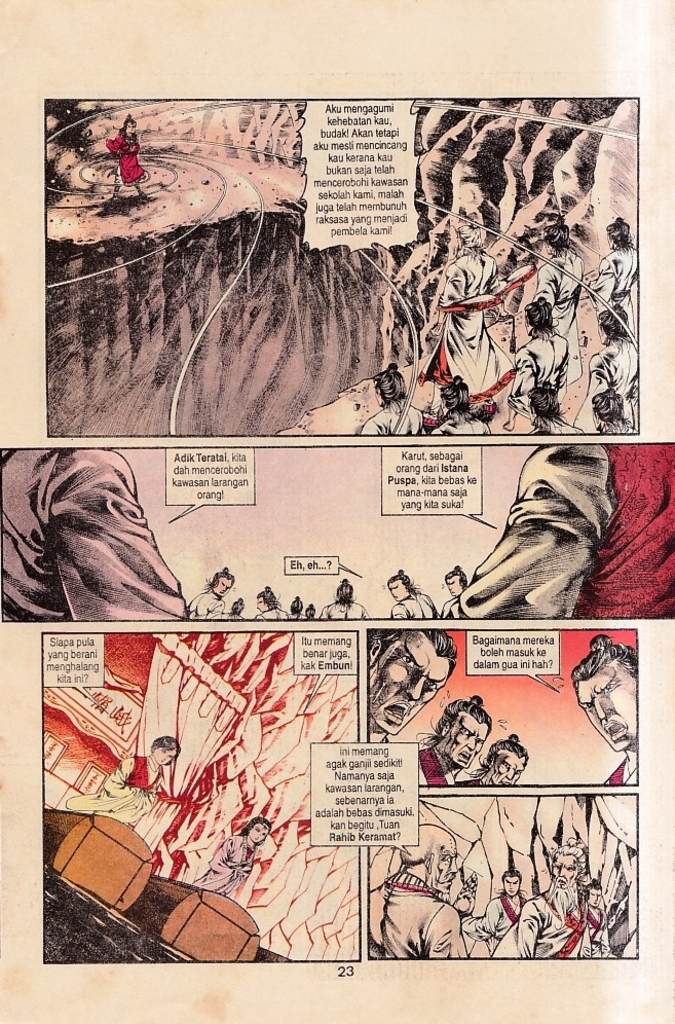 Aku mengagumi
kehebatan kau,
budak! Akan tetapi
aku mesti mencincang
kau kerana kau
bukan saja telah
mencerobohi kawasan
sekolah kami, malah
juga telah membunuh
raksasa yang menjadi
pembela kami!
Adik Teratai, kita
dah mencerobohi
kawasan larangan
orang!
Karut, sebagai
orang dari Istana
Puspa, kita bebas ke
mana-mana saja
yang kita suka!
Eh, eh...?
Siapa pula
yang berani
menghalang
kita ini?
Itu memang
benar juga,
kak Embun!
ini memang
agak ganjil sedikit!
Namanya saja
kawasan larangan,
sebenarnya ia
adalah bebas dimasuki.
kan begitu ,Tuan
Rahib Keramat?
Bagaimana mereka
boleh masuk ke
dalam gua ini hah?
23